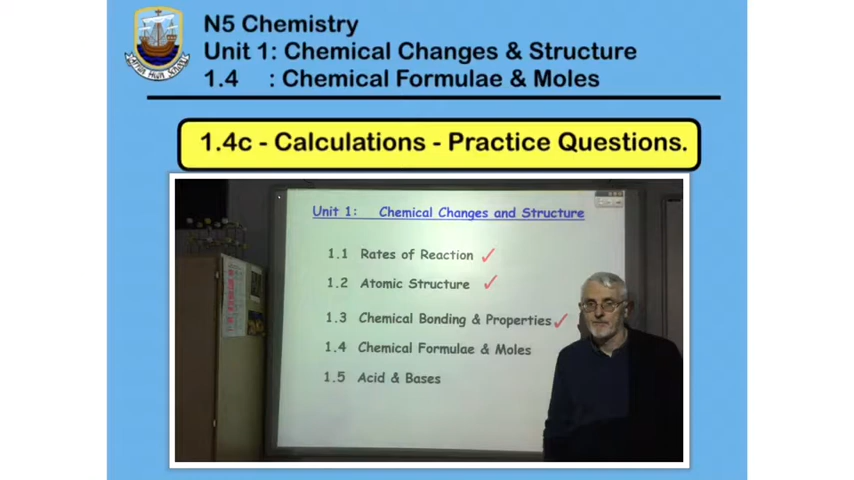 N5 Chemistry
Unit 1: Chemical Changes & Structure
1.4 : Chemical Formulae & Moles
1.4c - Calculations - Practice Questions.
Unit 1: Chemical Changes and Structure
1.1 Rates of Reaction ✓
1.2 Atomic Structure ✓
1.3 Chemical Bonding & Properties ✓
1.4 Chemical Formulae & Moles
1.5 Acid & Bases